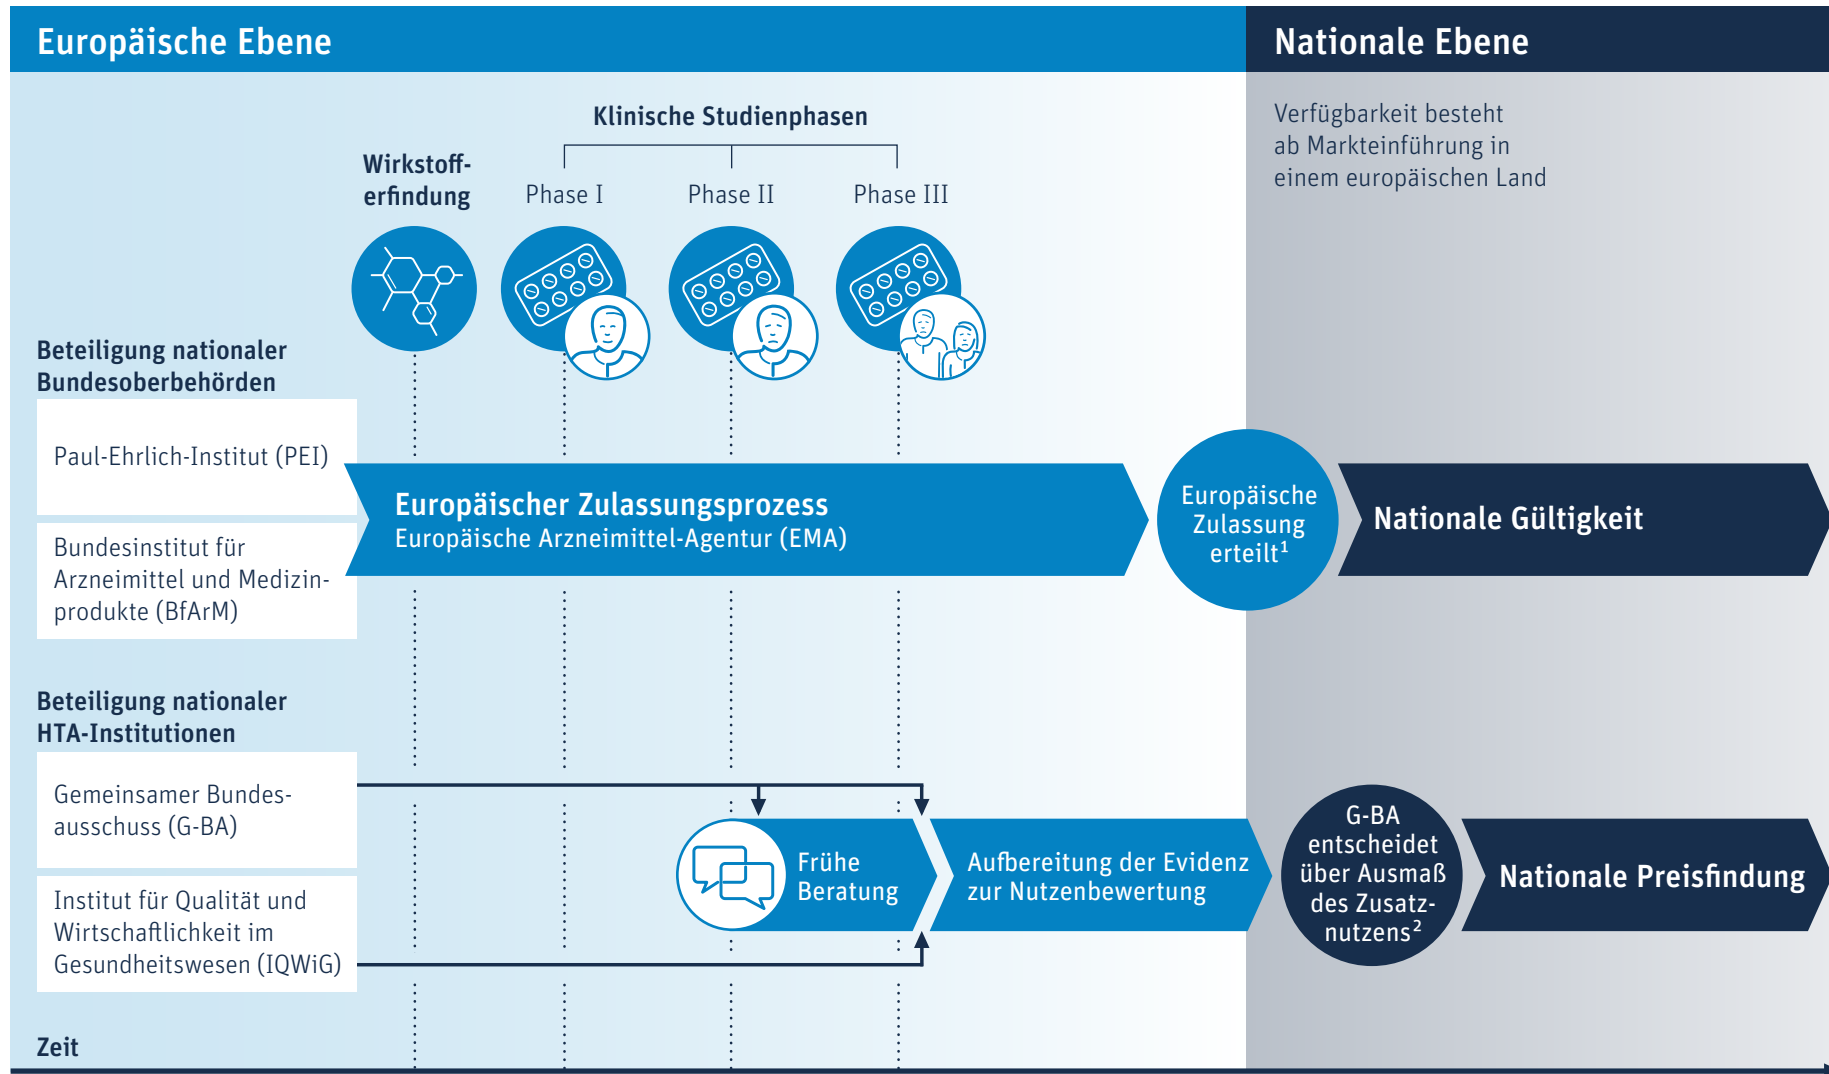 Europäische Ebene
Nationale Ebene
Klinische Studienphasen
Verfügbarkeit besteht
ab Markteinführung in
einem europäischen Land
Wirkstoff-
erfindung
Phase I
Phase II
Phase III
Beteiligung nationaler
Bundesoberbehörden
Paul-Ehrlich-Institut (PEI)
Bundesinstitut für
Arzneimittel und Medizin-
produkte (BfArM)
Europäischer Zulassungsprozess
Europäische Arzneimittel-Agentur (EMA)
Europäische
Zulassung
erteilt¹
Nationale Gültigkeit
Beteiligung nationaler
HTA-Institutionen
Gemeinsamer Bundes-
ausschuss (G-BA)
Institut für Qualität und
Wirtschaftlichkeit im
Gesundheitswesen (IQWiG)
Frühe
Beratung
Aufbereitung der Evidenz
zur Nutzenbewertung
G-BA
entscheidet
über Ausmaß
des Zusatz-
nutzens²
Nationale Preisfindung
Zeit